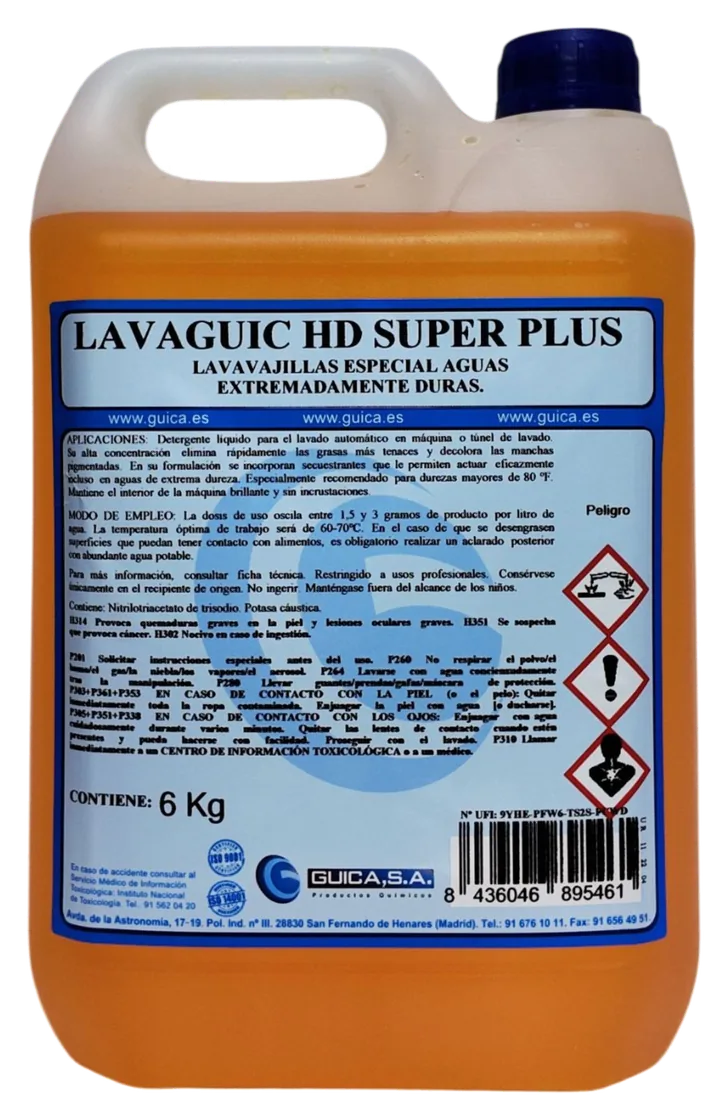 LAVAGUIC HD SUPER PLUS
LAVAVAJILLAS ESPECIAL AGUAS
EXTREMADAMENTE DURAS.
www.guica.es www.guica.es www.guica.es
APLICACIONES: Detergente líquido para el lavado automático en máquina o túnel de lavado.
Su alta concentración elimina rápidamente las grasas más tenaces y decolora las manchas
pigmentadas. En su formulación se incorporan secuestrantes que le permiten actuar eficazmente
incluso en aguas de extrema dureza. Especialmente recomendado para durezas mayores de 80 ºF.
Mantiene el interior de la máquina brillante y sin incrustaciones.
MODO DE EMPLEO: La dosis de uso oscila entre 1,5 y 3 gramos de producto por litro de
agua. La temperatura óptima de trabajo será de 60-70ºC. En el caso de que se desengrasen
superficies que puedan tener contacto con alimentos, es obligatorio realizar un aclarado posterior
con abundante agua potable.
Para más información, consultar ficha técnica. Restringido a usos profesionales. Consérvese
únicamente en el recipiente de origen. No ingerir. Manténgase fuera del alcance de los niños.
Contiene: Nitrilotriacetato de trisodio. Potasa cáustica.
H314 Provoca quemaduras graves en la piel y lesiones oculares graves. H351 Se sospecha
que provoca cáncer. H302 Nocivo en caso de ingestión.
P201 Solicitar instrucciones especiales antes del uso. P260 No respirar el polvo/el
humo/el gas/la niebla/los vapores/el aerosol. P264 Lavarse con agua concienzudamente
tras la manipulación. P280 Llevar guantes/prendas/gafas/máscara de protección.
P303+P361+P353 EN CASO DE CONTACTO CON LA PIEL (o el pelo): Quitar
inmediatamente toda la ropa contaminada. Enjuagar la piel con agua [o ducharse].
P305+P351+P338 EN CASO DE CONTACTO CON LOS OJOS: Enjuagar con agua
cuidadosamente durante varios minutos. Quitar las lentes de contacto cuando estén
presentes y pueda hacerse con facilidad. Proseguir con el lavado. P310 Llamar
inmediatamente a un CENTRO DE INFORMACIÓN TOXICOLÓGICA o a un médico.
Peligro
CONTIENE: 6 Kg
Nº UFI: 9YHE-PFW6-TS2S-
En caso de accidente consultar al
Servicio Médico de Información
Toxicológica: Instituto Nacional
de Toxicología. Tel. 91 562 04 20
ISO 9001
ISO 14001
GUICA,S.A.
Productos Químicos
8 436046 895461
Avda. de la Astronomía, 17-19. Pol. Ind. nº III. 28830 San Fernando de Henares (Madrid). Tel.: 91 676 10 11. Fax: 91 656 49 51.